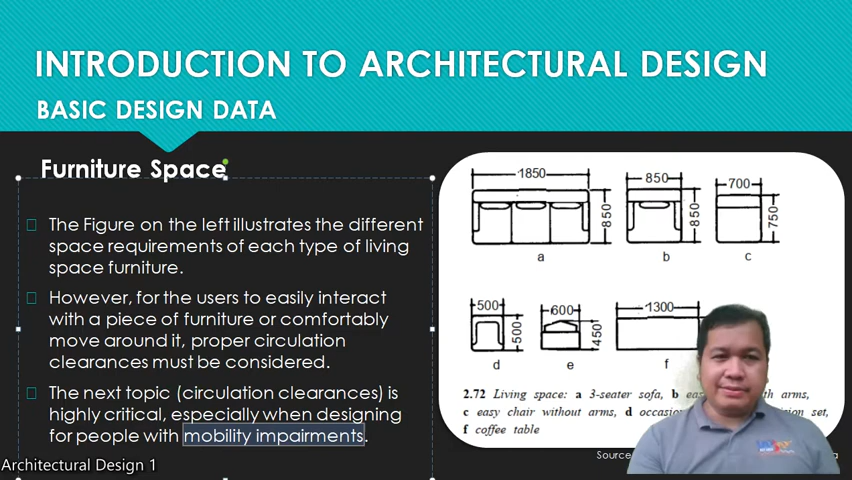 INTRODUCTION TO ARCHITECTURAL DESIGN
BASIC DESIGN DATA
Furniture Space
The Figure on the left illustrates the different
space requirements of each type of living
space furniture.
However, for the users to easily interact
with a piece of furniture or comfortably
move around it, proper circulation
clearances must be considered.
The next topic (circulation clearances) is
highly critical, especially when designing
for people with mobility impairments.
1850
850
a
850
850
b
700
750
c
500
500
d
600
450
e
1300
f
2.72 Living space: a 3-seater sofa, b arms,
c easy chair without arms, d set,
f coffee table
Architectural Design 1